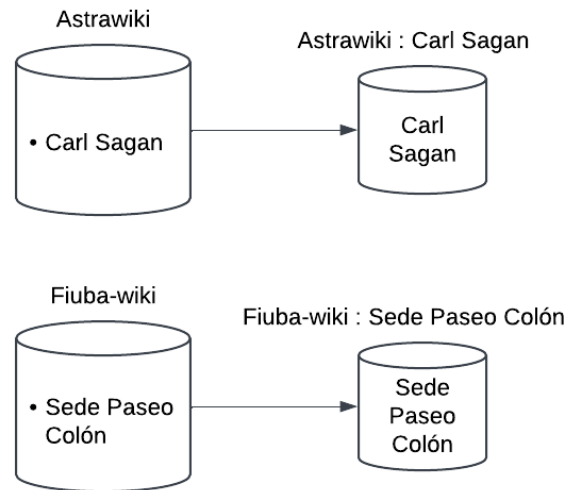 Astrawiki
Astrawiki : Carl Sagan
• Carl Sagan
Carl
Sagan
Fiuba-wiki
Fiuba-wiki : Sede Paseo Colón
• Sede Paseo
Colón
Sede
Paseo
Colón